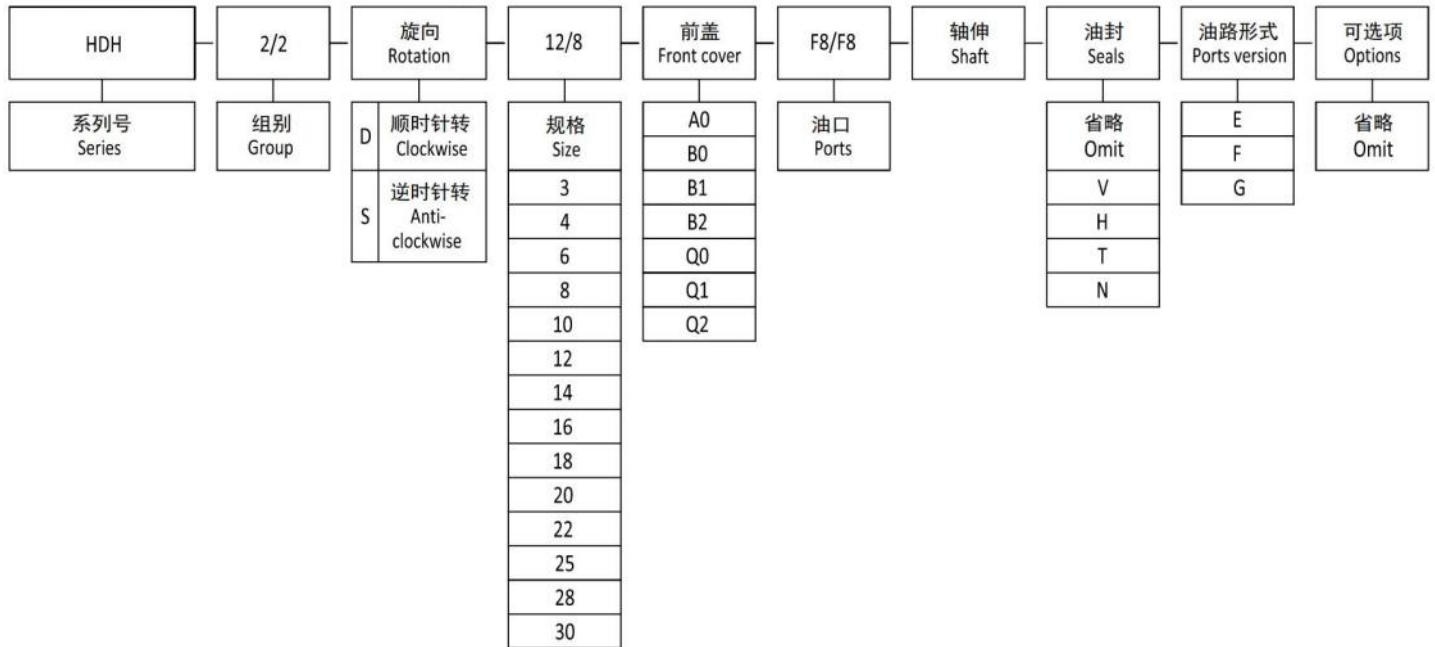 HDH
2/2
旋向
Rotation
12/8
前盖
Front cover
F8/F8
轴伸
Shaft
油封
Seals
油路形式
Ports version
可选项
Options
系列号
Series
组别
Group
D
顺时针转
Clockwise
S
逆时针转
Anti-
clockwise
规格
Size
3
4
6
8
10
12
14
16
18
20
22
25
28
30
A0
B0
B1
B2
Q0
Q1
Q2
油口
Ports
省略
Omit
V
H
T
N
E
F
G
省略
Omit